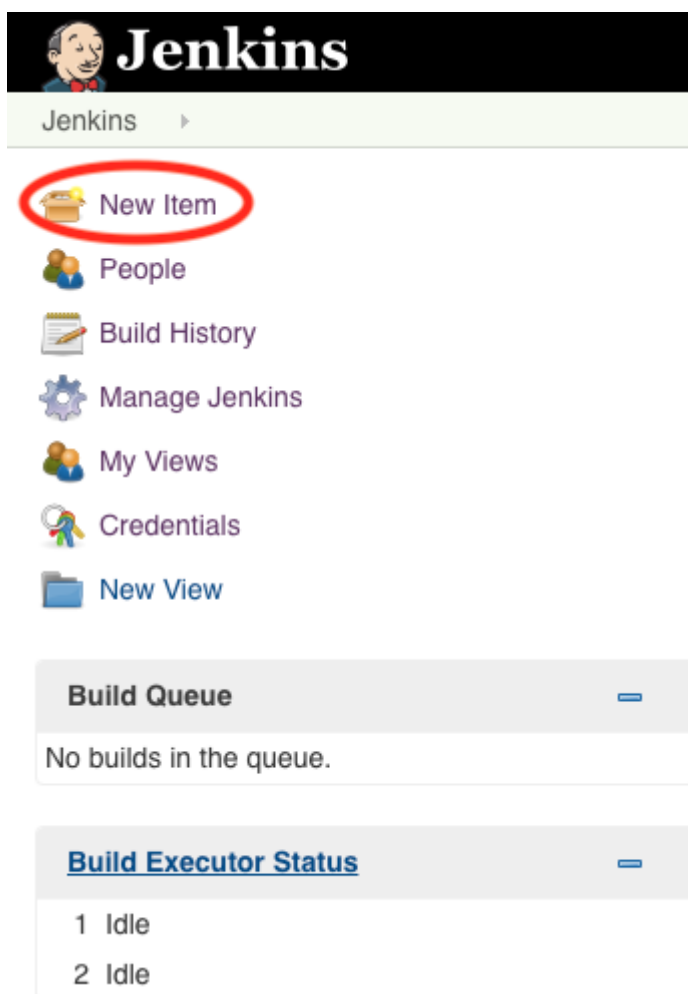 Jenkins
Jenkins
New Item
People
Build History
Manage Jenkins
My Views
Credentials
New View
Build Queue
No builds in the queue.
Build Executor Status
1 Idle
2 Idle